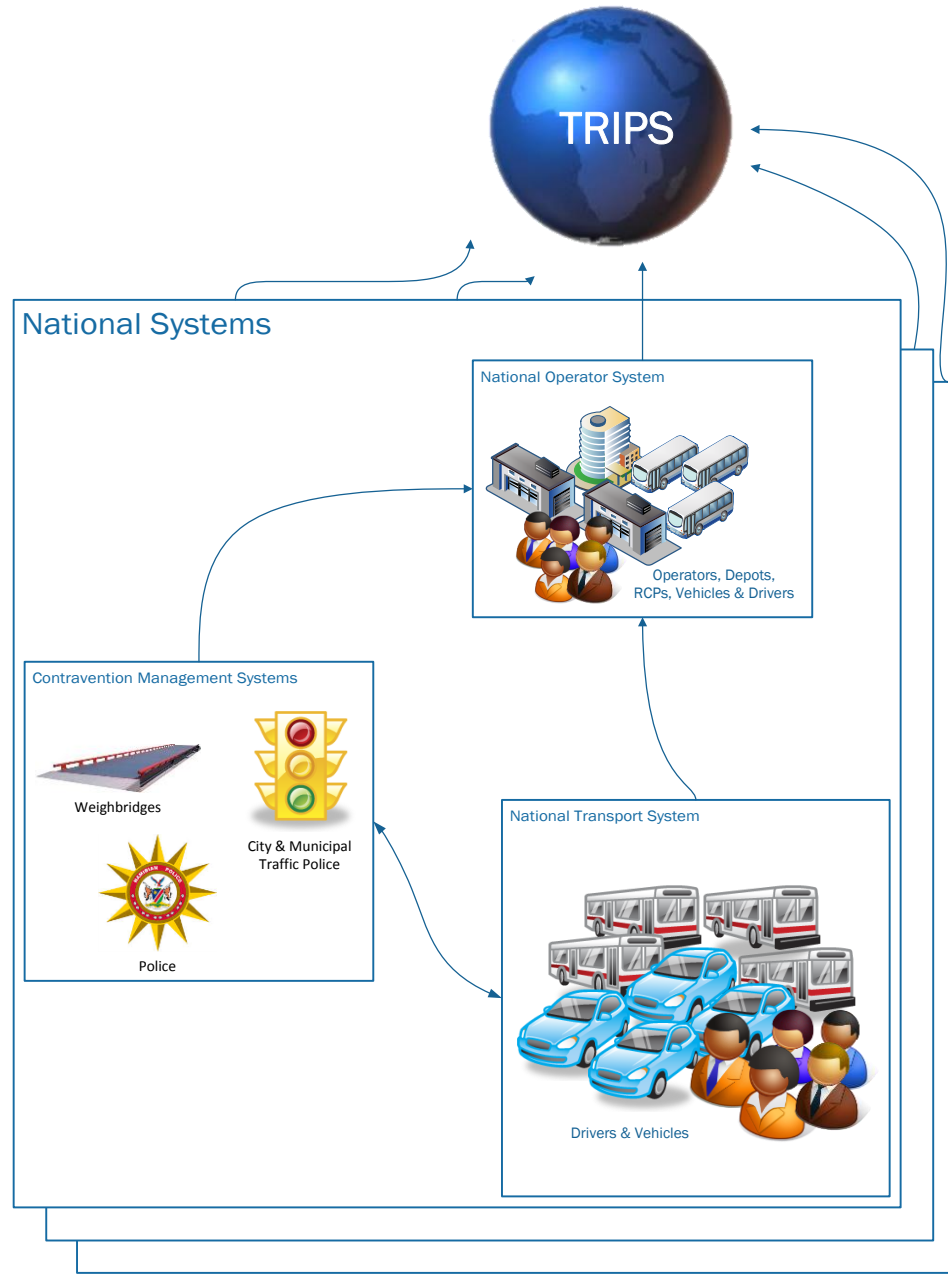 TRIPS
National Systems
National Operator System
Operators, Depots,
RCPs, Vehicles & Drivers
Contravention Management Systems
Weighbridges
City & Municipal
Traffic Police
Police
National Transport System
Drivers & Vehicles